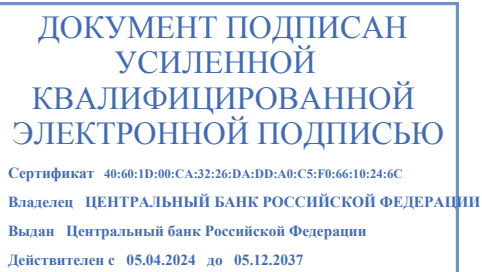 ДОКУМЕНТ ПОДПИСАН
УСИЛЕННОЙ
КВАЛИФИЦИРОВАННОЙ
ЭЛЕКТРОННОЙ ПОДПИСЬЮ
Сертификат 40:60:1D:00:CA:32:26:DA:DD:A0:C5:F0:66:10:24:6C
Владелец ЦЕНТРАЛЬНЫЙ БАНК РОССИЙСКОЙ ФЕДЕРАЦИИ
Выдан Центральный банк Российской Федерации
Действителен с 05.04.2024 до 05.12.2037